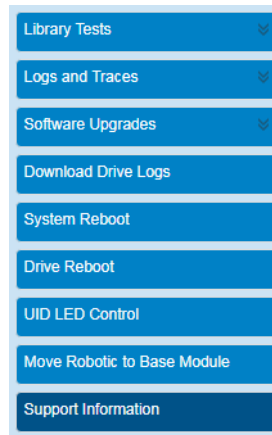 Library Tests
Logs and Traces
Software Upgrades
Download Drive Logs
System Reboot
Drive Reboot
UID LED Control
Move Robotic to Base Module
Support Information